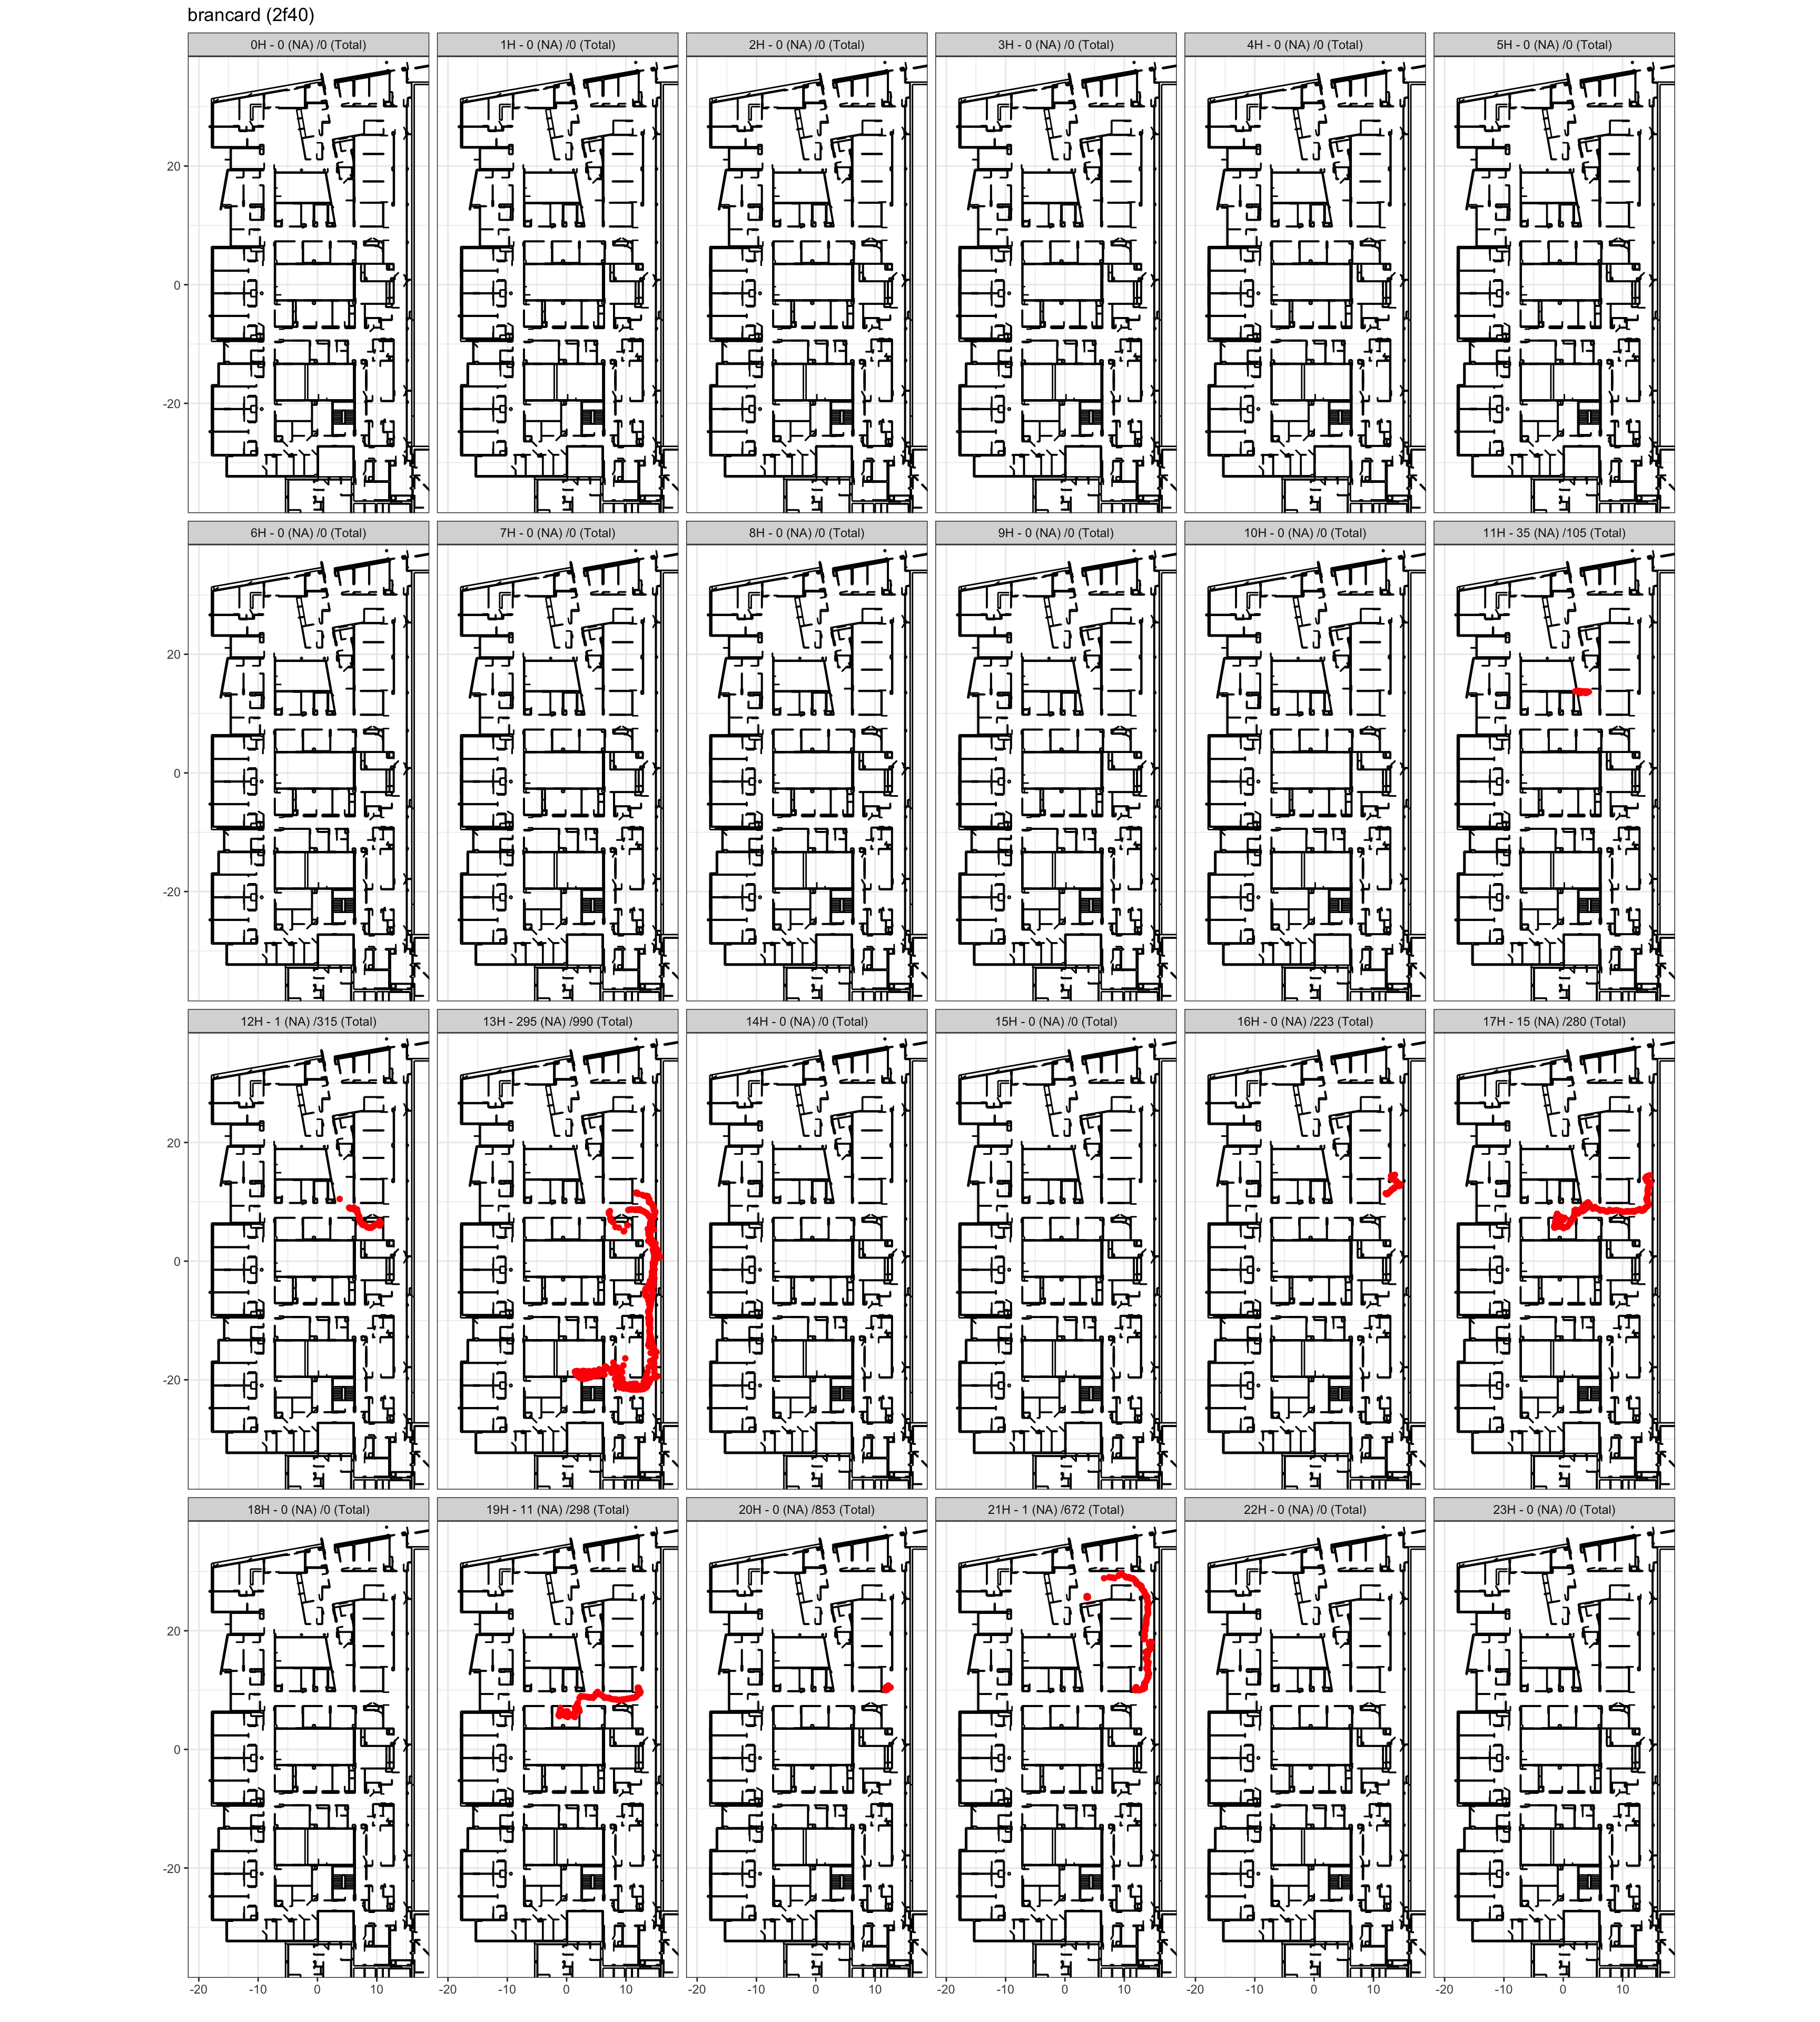 brancard (2f40)
0H - 0 (NA) /0 (Total)
1H - 0 (NA) /0 (Total)
2H - 0 (NA) /0 (Total)
3H - 0 (NA) /0 (Total)
4H - 0 (NA) /0 (Total)
5H - 0 (NA) /0 (Total)
20
0
-20
6H - 0 (NA) /0 (Total)
7H - 0 (NA) /0 (Total)
8H - 0 (NA) /0 (Total)
9H - 0 (NA) /0 (Total)
10H - 0 (NA) /0 (Total)
11H - 35 (NA) /105 (Total)
20
0
-20
12H - 1 (NA) /315 (Total)
13H - 295 (NA) /990 (Total)
14H - 0 (NA) /0 (Total)
15H - 0 (NA) /0 (Total)
16H - 0 (NA) /223 (Total)
17H - 15 (NA) /280 (Total)
20
0
-20
18H - 0 (NA) /0 (Total)
19H - 11 (NA) /298 (Total)
20H - 0 (NA) /853 (Total)
21H - 1 (NA) /672 (Total)
22H - 0 (NA) /0 (Total)
23H - 0 (NA) /0 (Total)
20
0
-20
-20 -10 0 10
-20 -10 0 10
-20 -10 0 10
-20 -10 0 10
-20 -10 0 10
-20 -10 0 10